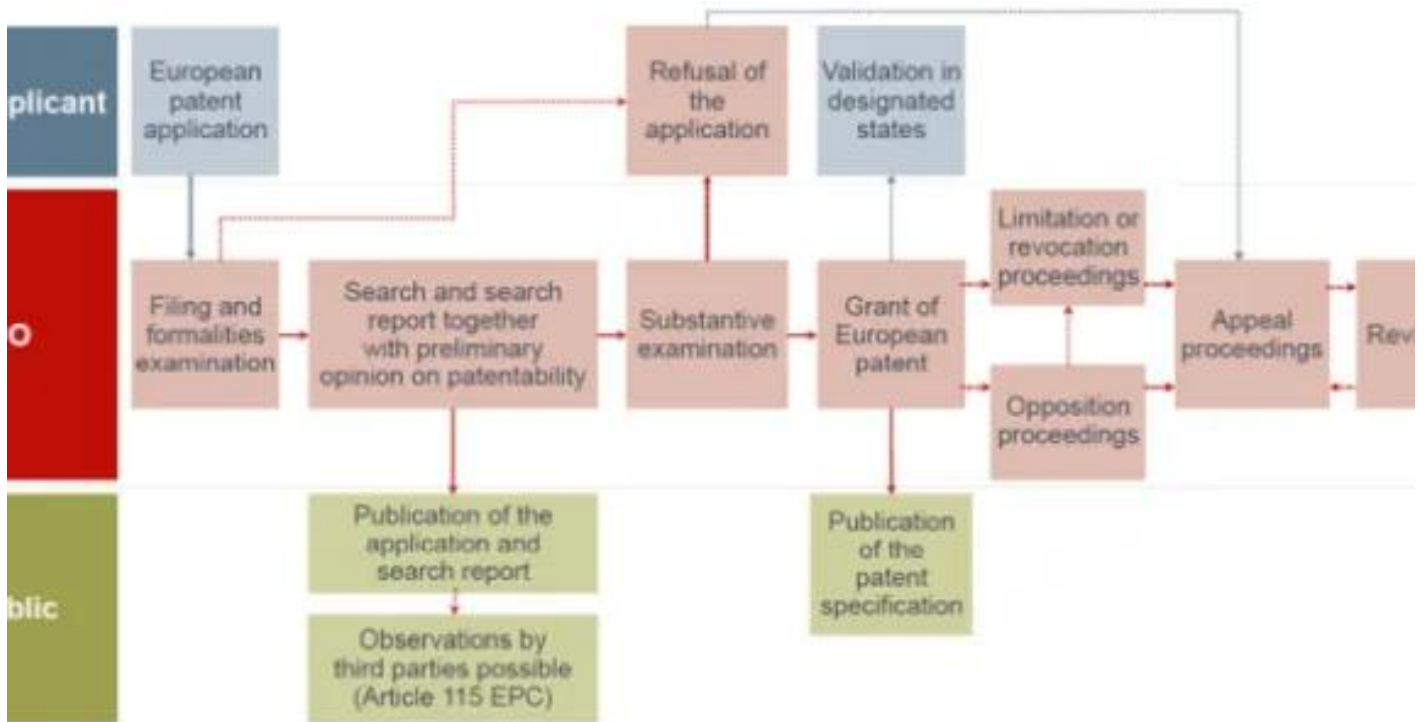 plicant
European
patent
application
Refusal of
the
application
Validation in
designated
states
O
Filing and
formalities
examination
Search and search
report together
with preliminary
opinion on patentability
Substantive
examination
Grant of
European
patent
Limitation or
revocation
proceedings
Opposition
proceedings
Appeal
proceedings
Rev
blic
Publication of the
application and
search report
Observations by
third parties possible
(Article 115 EPC)
Publication
of the
patent
specification